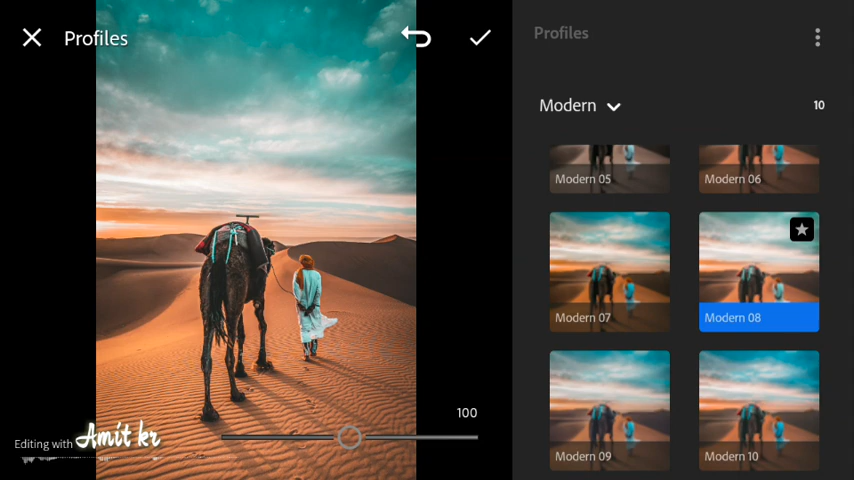 Profiles
100
Editing with Amit kr
Profiles
Modern
10
Modern 05
Modern 06
Modern 07
Modern 08
Modern 09
Modern 10